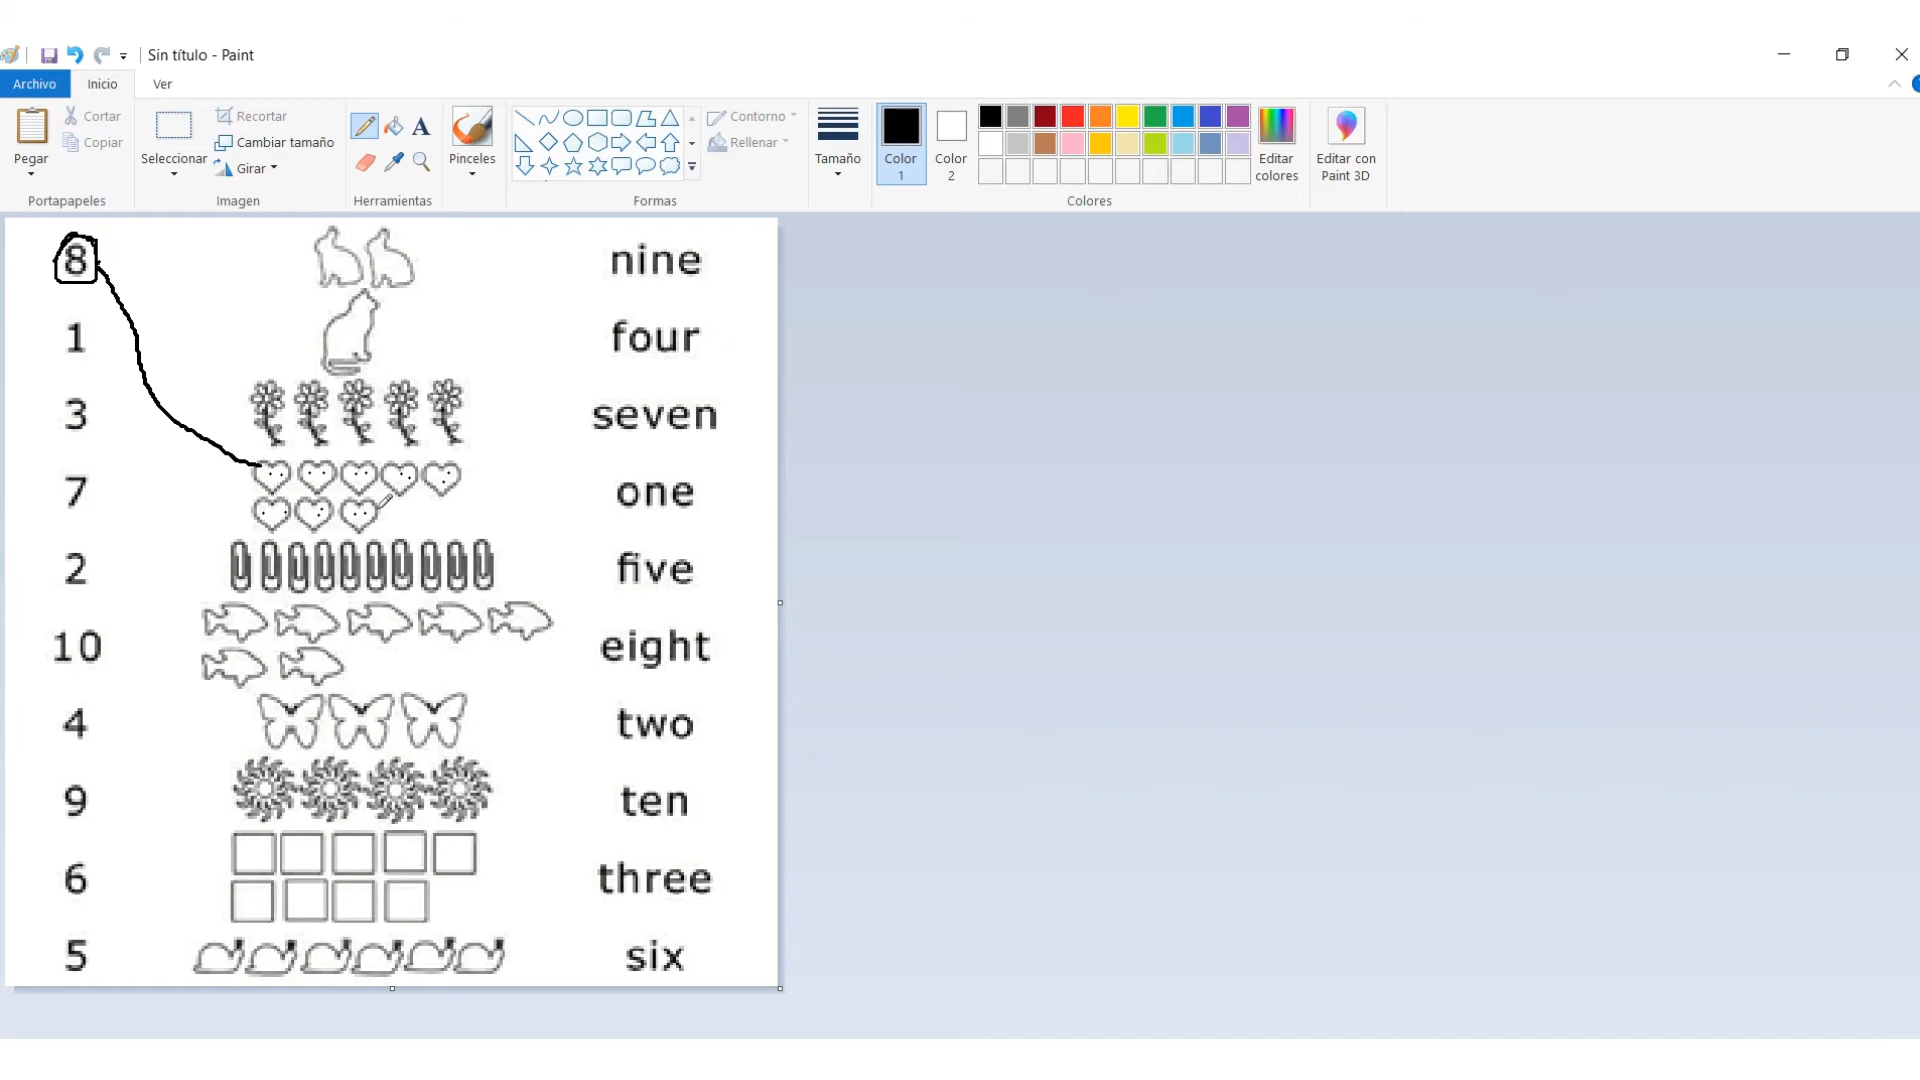 Sin título - Paint
Archivo Inicio Ver
Pegar
Cortar
Copiar
Portapapeles
Seleccionar
Recortar
Cambiar tamaño
Girar
Imagen
A
Herramientas
Pinceles
Contorno
Rellenar
Formas
Tamaño
Color 1
Color 2
Editar colores
Colores
Editar con Paint 3D
8 nine
1 four
3 seven
7 one
2 five
10 eight
4 two
9 ten
6 three
5 six